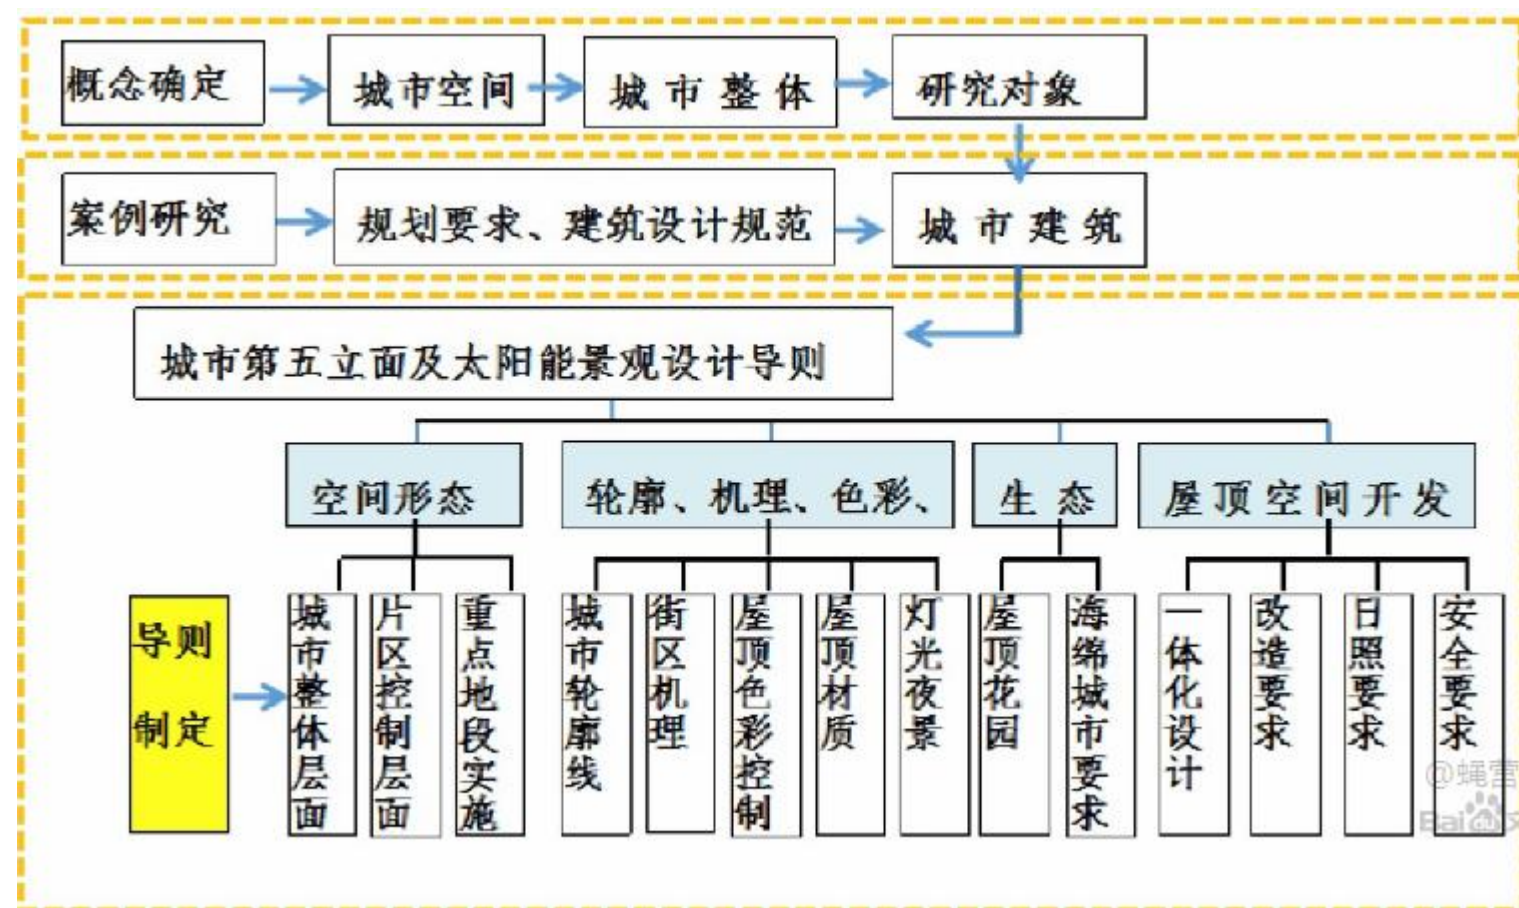 概念确定
城市空间
城市整体
研究对象
案例研究
规划要求、建筑设计规范
城市建筑
城市第五立面及太阳能景观设计导则
空间形态
轮廓、机理、色彩、
生态
屋顶空间开发
导则
制定
城市整体层面
片区控制层面
重点地段实施
城市轮廓线
街区机理
屋顶色彩控制
屋顶材质
灯光夜景
屋顶花园
海绵城市要求
一体化设计
改造要求
日照要求
安全要求
@蝇营
Bai du文